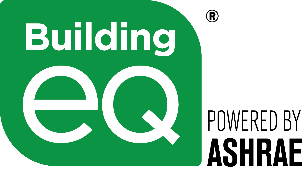 Building
eQ
®
POWERED BY
ASHRAE